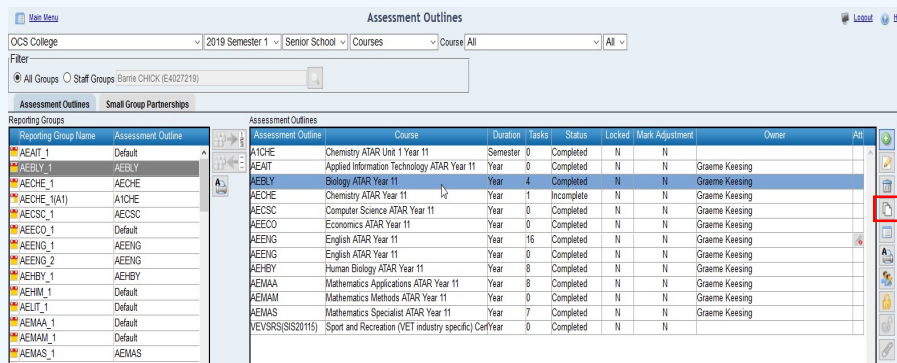 Main Menu Assessment Outlines Logout H
OCS College 2019 Semester 1 Senior School Courses Course All All
Filter
All Groups Staff Groups Barrie CHICK (E4027219)
Assessment Outlines Small Group Partnerships
Reporting Groups Assessment Outlines
Reporting Group Name Assessment Outline Assessment Outline Course Duration Tasks Status Locked Mark Adjustment Owner Att
AEAIT_1 Default A1CHE Chemistry ATAR Unit 1 Year 11 Semester 0 Completed N N
AEBLY_1 AEBLY AEAIT Applied Information Technology ATAR Year 11 Year 0 Completed N N Graeme Keesing
AECHE_1 AECHE AEBLY Biology ATAR Year 11 Year 4 Completed N N Graeme Keesing
AECHE_1(A1) A1CHE AECHE Chemistry ATAR Year 11 Year 1 Incomplete N N Graeme Keesing
AECSC_1 AECSC AECSC Computer Science ATAR Year 11 Year 0 Completed N N Graeme Keesing
AEECO_1 Default AEECO Economics ATAR Year 11 Year 0 Completed N N Graeme Keesing
AEENG_1 AEENG AEENG English ATAR Year 11 Year 16 Completed N N Graeme Keesing
AEENG_2 AEENG AEENG English ATAR Year 11 Year 0 Completed N N Graeme Keesing
AEHBY_1 AEHBY AEHBY Human Biology ATAR Year 11 Year 8 Completed N N Graeme Keesing
AEHIM_1 Default AEMAA Mathematics Applications ATAR Year 11 Year 8 Completed N N Graeme Keesing
AELIT_1 Default AEMAM Mathematics Methods ATAR Year 11 Year 0 Completed N N Graeme Keesing
AEMAA_1 Default AEMAS Mathematics Specialist ATAR Year 11 Year 7 Completed N N Graeme Keesing
AEMAM_1 Default VEVSRS(SIS20115) Sport and Recreation (VET industry specific) Cert Year 0 Completed N N
AEMAS_1 AEMAS